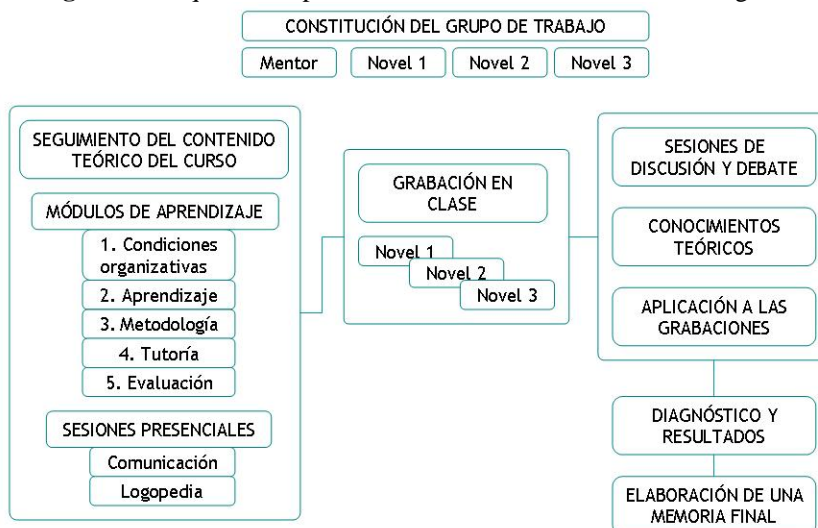 CONSTITUCIÓN DEL GRUPO DE TRABAJO
Mentor
Novel 1
Novel 2
Novel 3
SEGUIMIENTO DEL CONTENIDO
TEÓRICO DEL CURSO
MÓDULOS DE APRENDIZAJE
1. Condiciones
organizativas
2. Aprendizaje
3. Metodología
4. Tutoría
5. Evaluación
SESIONES PRESENCIALES
Comunicación
Logopedia
GRABACIÓN EN
CLASE
Novel 1
Novel 2
Novel 3
SESIONES DE
DISCUSIÓN Y DEBATE
CONOCIMIENTOS
TEÓRICOS
APLICACIÓN A LAS
GRABACIONES
DIAGNÓSTICO Y
RESULTADOS
ELABORACIÓN DE UNA
MEMORIA FINAL